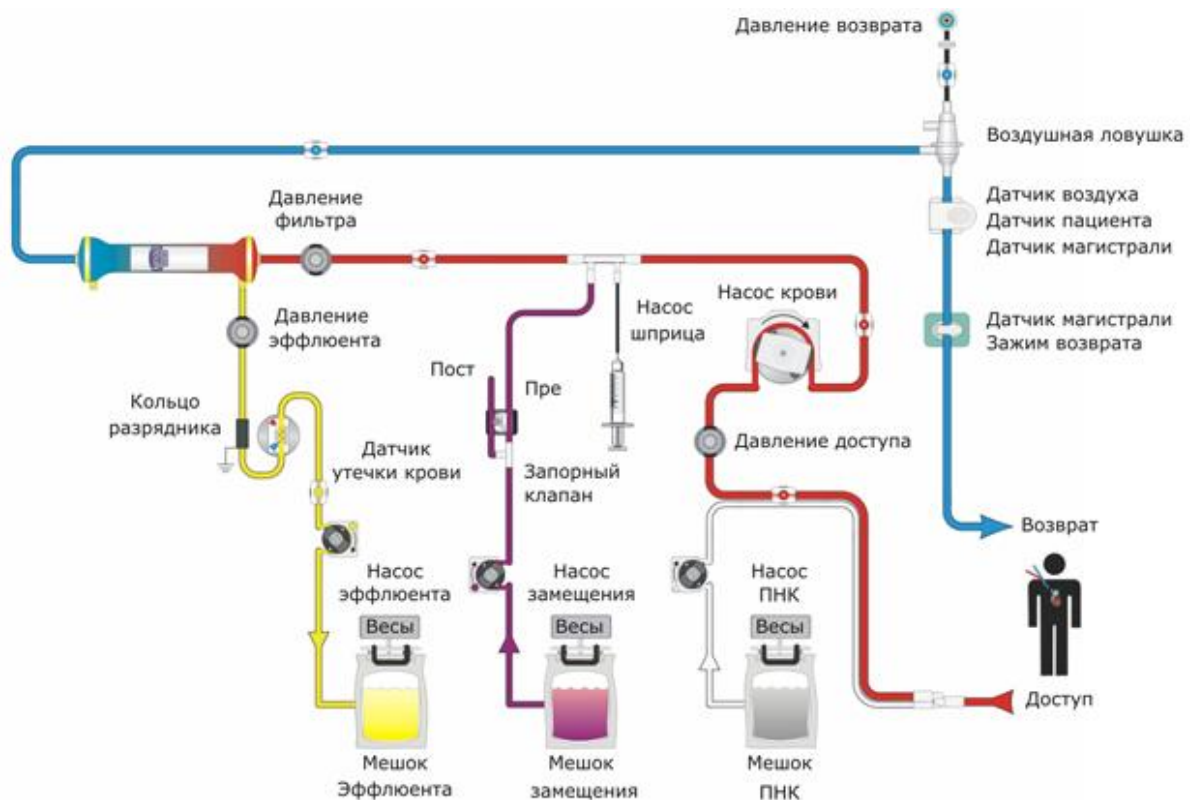 Давление возврата
Воздушная ловушка
Датчик воздуха
Датчик пациента
Датчик магистрали
Давление
фильтра
Насос крови
Насос
шприца
Датчик магистрали
Зажим возврата
Давление
эффлюента
Пост
Пре
Кольцо
разрядника
Давление доступа
Датчик
утечки крови
Запорный
клапан
Возврат
Насос
эффлюента
Насос
замещения
Насос
ПНК
Весы
Весы
Весы
Доступ
Мешок
Эффлюента
Мешок
замещения
Мешок
ПНК